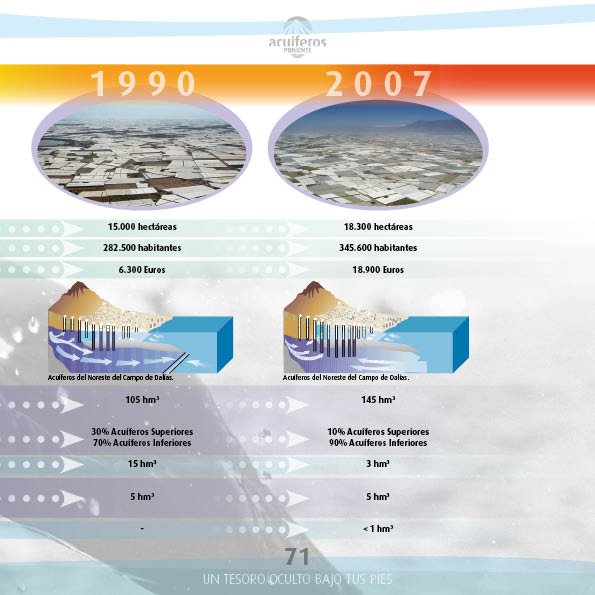 acuíferos
PONIENTE
1990 2007
15.000 hectáreas 18.300 hectáreas
282.500 habitantes 345.600 habitantes
6.300 Euros 18.900 Euros
Acuíferos del Noreste del Campo de Dalías. Acuíferos del Noreste del Campo de Dalías.
105 hm³ 145 hm³
30% Acuíferos Superiores 10% Acuíferos Superiores
70% Acuíferos Inferiores 90% Acuíferos Inferiores
15 hm³ 3 hm³
5 hm³ 5 hm³
- < 1 hm³
71
UN TESORO OCULTO BAJO TUS PIES